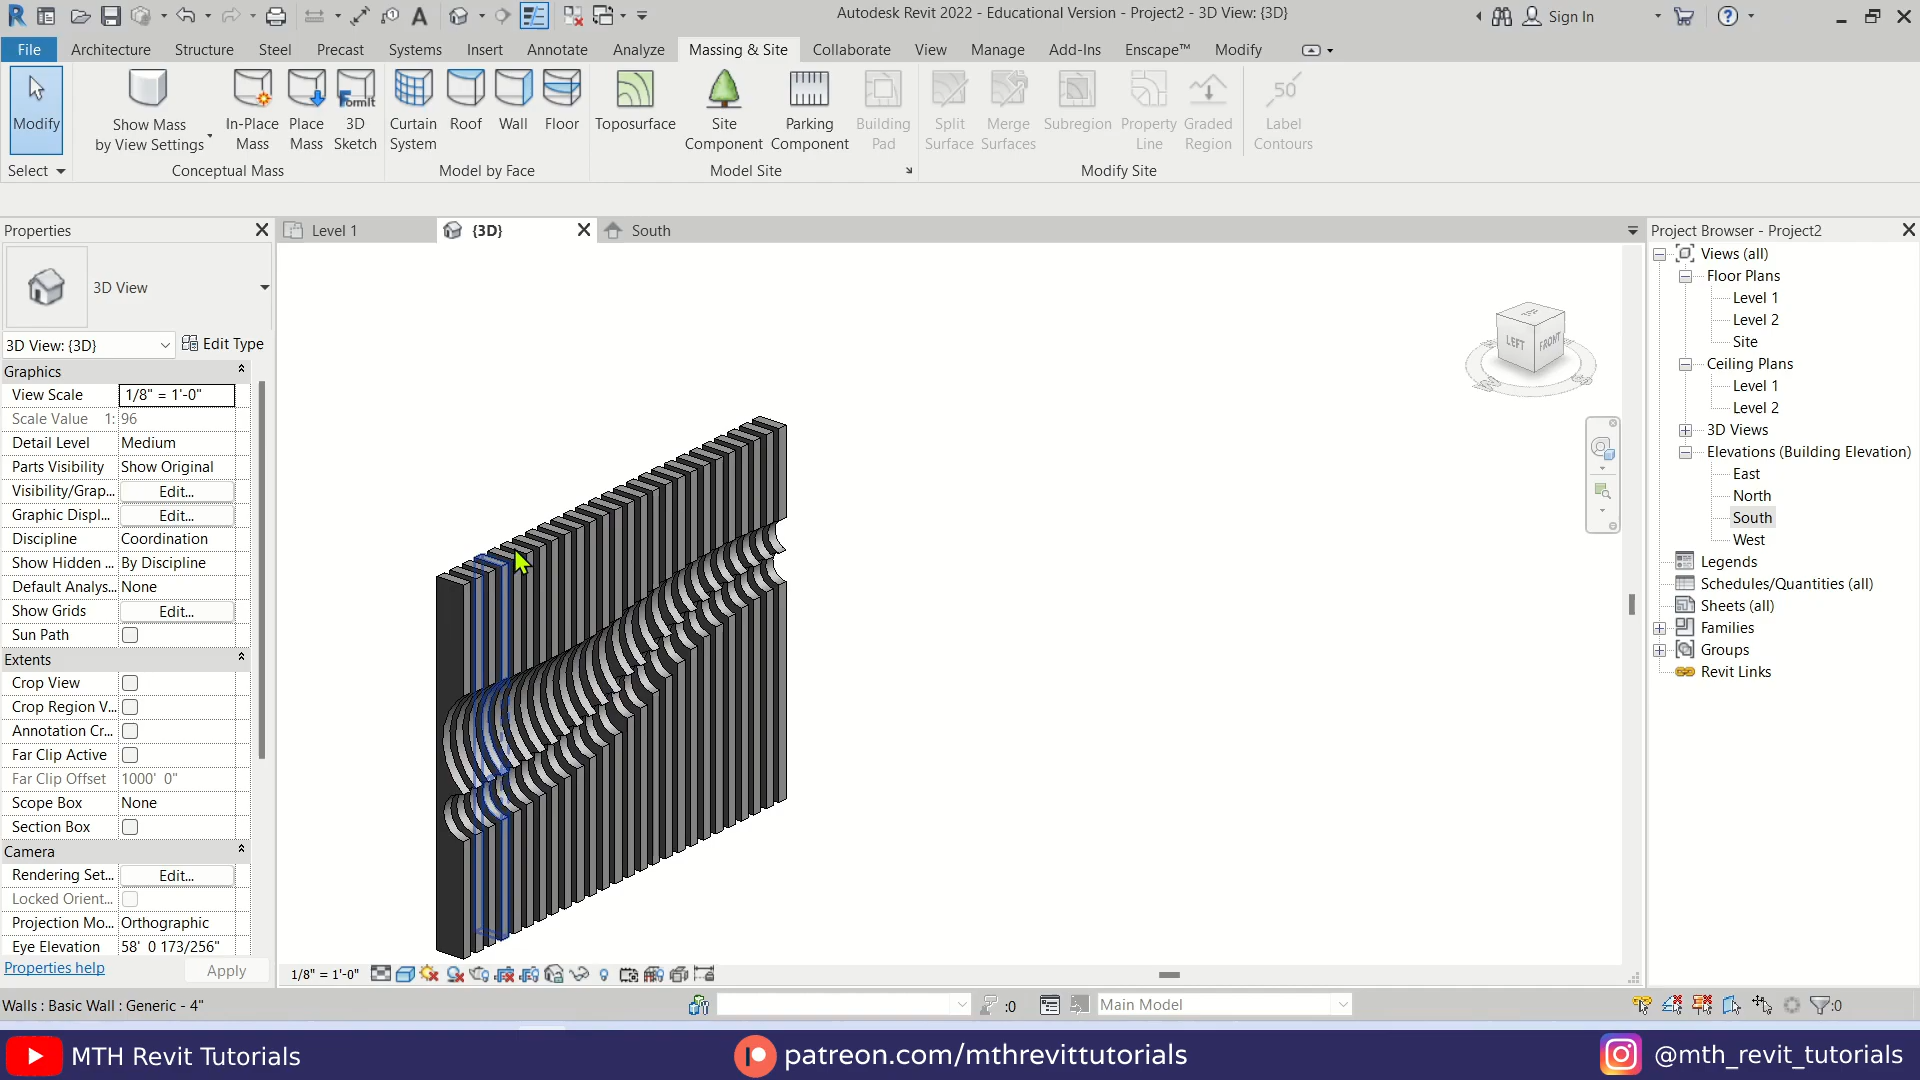 Autodesk Revit 2022 - Educational Version - Project2 - 3D View: {3D}
Sign In
File Architecture Structure Steel Precast Systems Insert Annotate Analyze Massing & Site Collaborate View Manage Add-Ins Enscape™ Modify
Modify
Show Mass by View Settings
In-Place Mass
Place Mass
3D Sketch
FormIt
Curtain System
Roof
Wall
Floor
Toposurface
Site Component
Parking Component
Building Pad
Split Surface
Merge Surfaces
Subregion
Property Line
Graded Region
50
Label Contours
Select
Conceptual Mass
Model by Face
Model Site
Modify Site
Properties
Level 1
{3D}
South
Project Browser - Project2
3D View
3D View: {3D}
Edit Type
Graphics
View Scale 1/8" = 1'-0"
Scale Value 1: 96
Detail Level Medium
Parts Visibility Show Original
Visibility/Grap... Edit...
Graphic Displ... Edit...
Discipline Coordination
Show Hidden ... By Discipline
Default Analys... None
Show Grids Edit...
Sun Path
Extents
Crop View
Crop Region V...
Annotation Cr...
Far Clip Active
Far Clip Offset 1000' 0"
Scope Box None
Section Box
Camera
Rendering Set... Edit...
Locked Orient...
Projection Mo... Orthographic
Eye Elevation 58' 0 173/256"
Properties help
Apply
LEFT
FRONT
Views (all)
Floor Plans
Level 1
Level 2
Site
Ceiling Plans
Level 1
Level 2
3D Views
Elevations (Building Elevation)
East
North
South
West
Legends
Schedules/Quantities (all)
Sheets (all)
Families
Groups
Revit Links
1/8" = 1'-0"
Walls : Basic Wall : Generic - 4"
:0
Main Model
:0
MTH Revit Tutorials
patreon.com/mthrevittutorials
@mth_revit_tutorials